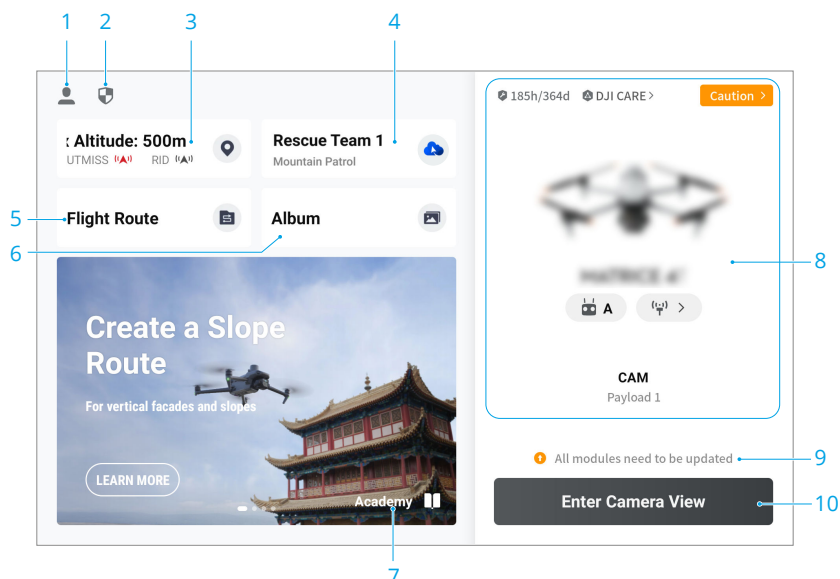 1 2 3 4
185h/364d DJI CARE > Caution >
: Altitude: 500m
UTMISS RID
Rescue Team 1
Mountain Patrol
5 Flight Route
6 Album
8
A
Create a Slope
Route
For vertical facades and slopes
LEARN MORE
Academy
7
CAM
Payload 1
All modules need to be updated 9
Enter Camera View 10